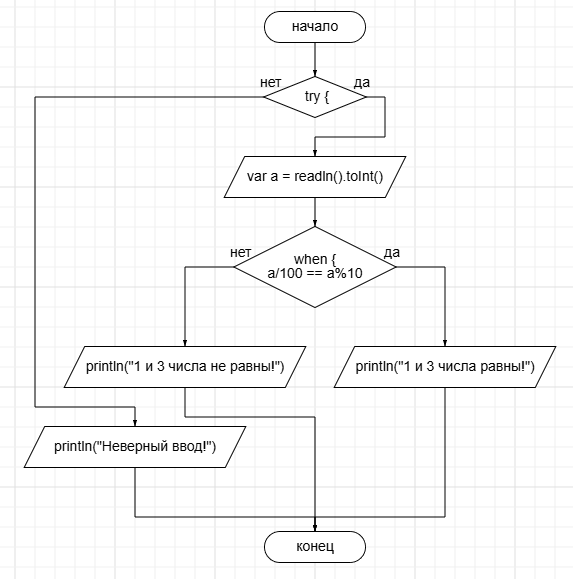 начало
нет
да
try {
var a = readln().toInt()
нет
да
when {
a/100 == a%10
println("1 и 3 числа не равны!")
println("1 и 3 числа равны!")
println("Неверный ввод!")
конец